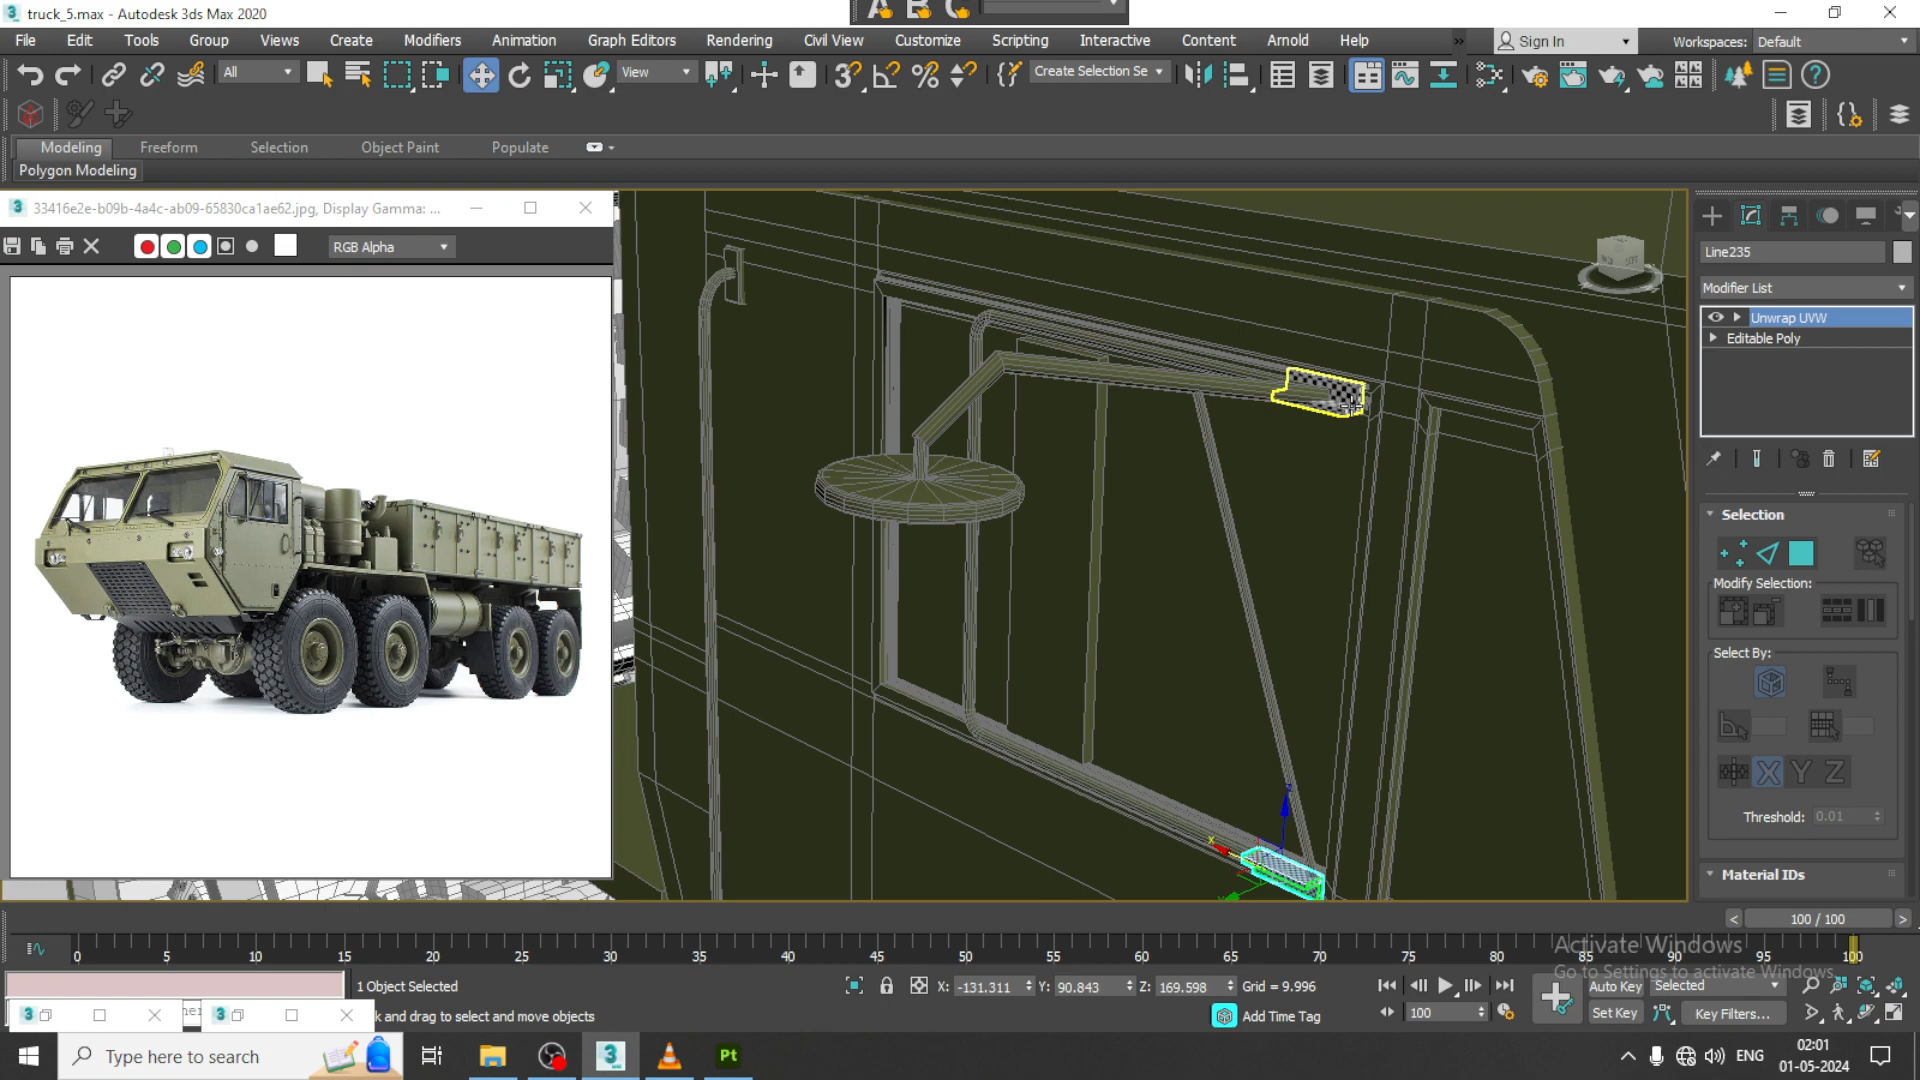 truck_5.max - Autodesk 3ds Max 2020
File Edit Tools Group Views Create Modifiers Animation Graph Editors Rendering Civil View Customize Scripting Interactive Content Arnold Help
Sign In
Workspaces: Default
All
View
Create Selection Se
Modeling Freeform Selection Object Paint Populate
Polygon Modeling
33416e2e-b09b-4a4c-ab09-65830ca1ae62.jpg, Display Gamma: ...
RGB Alpha
Line235
Modifier List
Unwrap UVW
Editable Poly
Selection
Modify Selection:
Select By:
X Y Z
Threshold: 0.01
Material IDs
100 / 100
0 5 10 15 20 25 30 35 40 45 50 55 60 65 70 75 80 85 90 95 100
Activate Windows
Go to Settings to activate Windows.
1 Object Selected
X: -131.311 Y: 90.843 Z: 169.598 Grid = 9.996
Auto Key Selected
k and drag to select and move objects
Add Time Tag
100
Set Key Key Filters...
Type here to search
Pt
ENG
02:01
01-05-2024